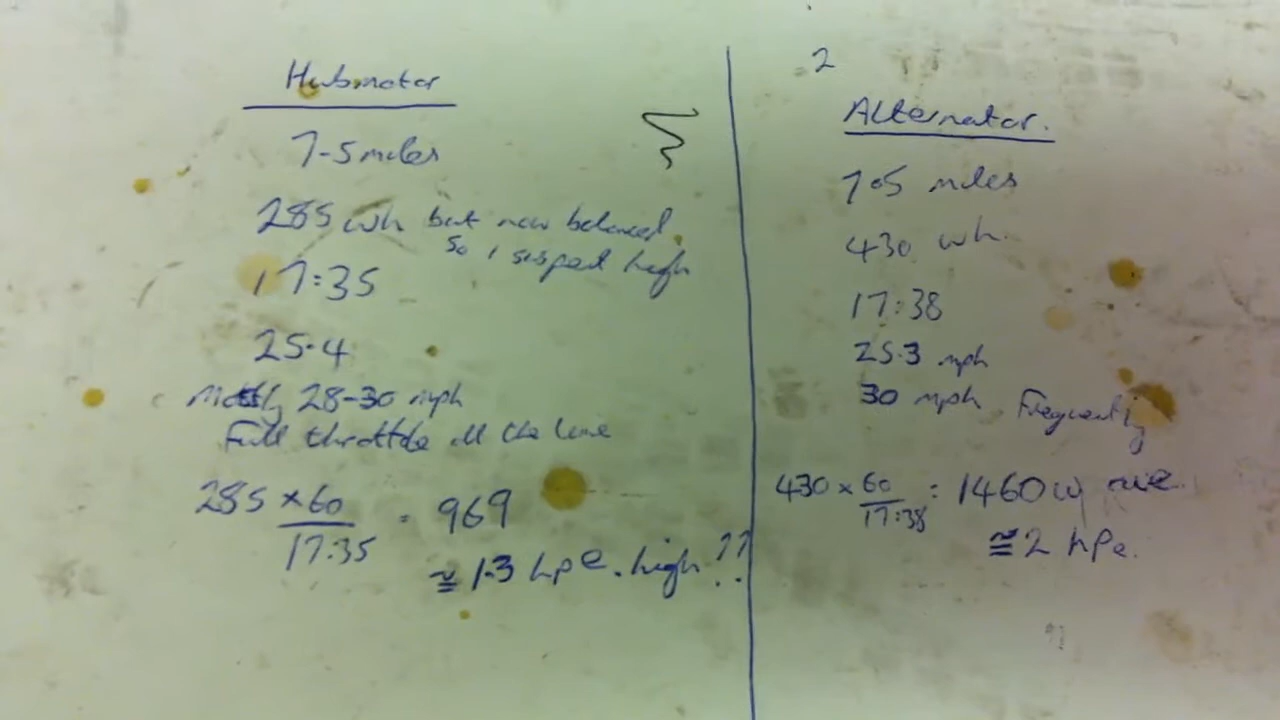 Hubmotor
7.5 miles
285 wh but now balanced
So I suspect high
17:35
25.4
Mostly 28-30 mph
Full throttle all the time
285 x 60
17:35
= 969
≅ 1.3 hp e. high ??
2
Alternator.
7.5 miles
430 wh.
17:38
25.3 mph
30 mph Frequently
430 x 60
17:38
= 1460 w ave.
≅ 2 hp e.